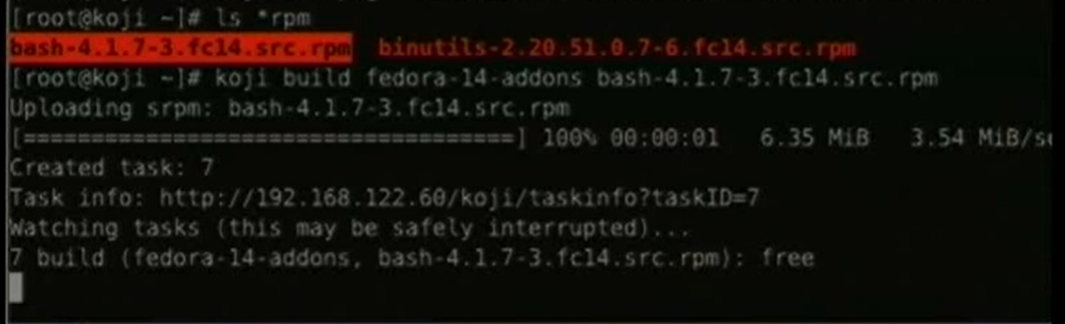 [root@koji ~]# ls *rpm
bash-4.1.7-3.fc14.src.rpm  binutils-2.20.51.0.7-6.fc14.src.rpm
[root@koji ~]# koji build fedora-14-addons bash-4.1.7-3.fc14.src.rpm
Uploading srpm: bash-4.1.7-3.fc14.src.rpm
[====================================] 100% 00:00:01   6.35 MiB   3.54 MiB/s
Created task: 7
Task info: http://192.168.122.60/koji/taskinfo?taskID=7
Watching tasks (this may be safely interrupted)...
7 build (fedora-14-addons, bash-4.1.7-3.fc14.src.rpm): free